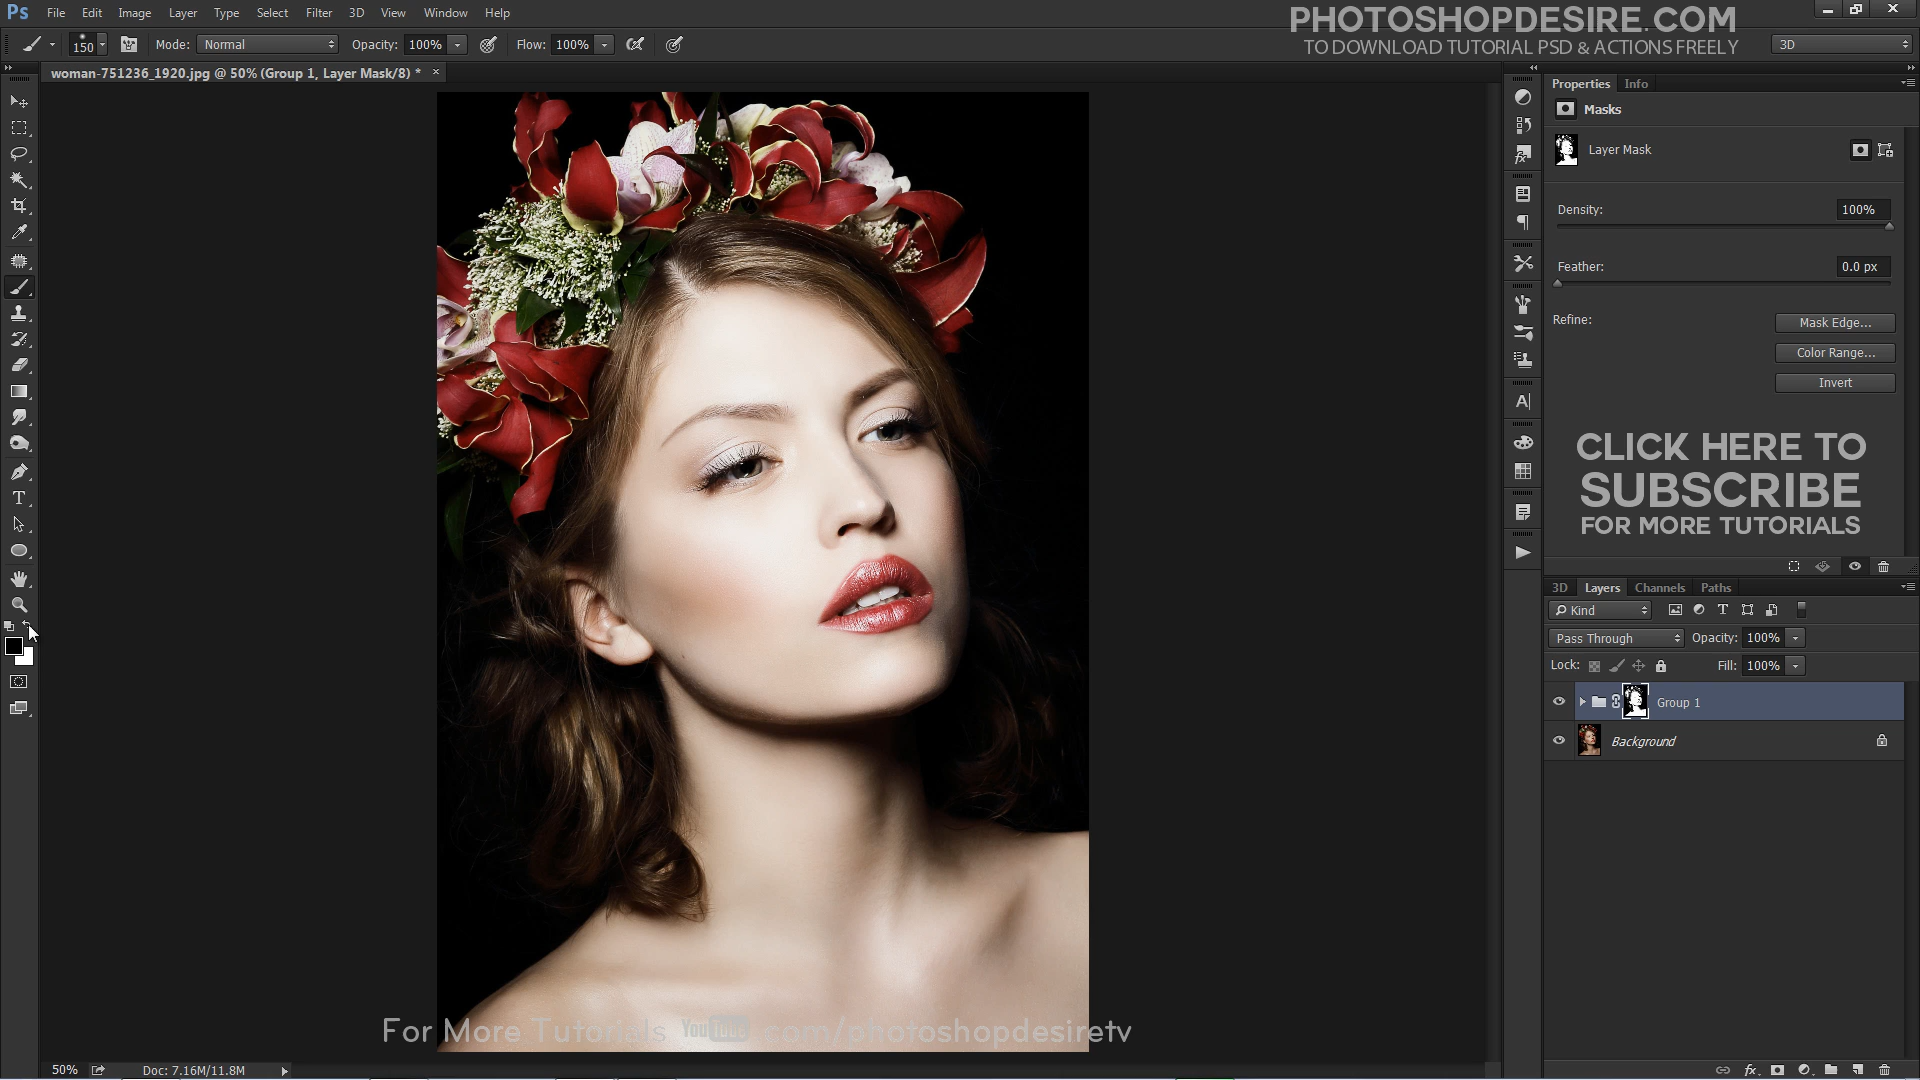 Ps File Edit Image Layer Type Select Filter 3D View Window Help
PHOTOSHOPDESIRE.COM
TO DOWNLOAD TUTORIAL PSD & ACTIONS FREELY
150 Mode: Normal Opacity: 100% Flow: 100% 3D
woman-751236_1920.jpg @ 50% (Group 1, Layer Mask/8) * ×
Properties Info
Masks
Layer Mask
Density: 100%
Feather: 0.0 px
Refine: Mask Edge...
Color Range...
Invert
CLICK HERE TO
SUBSCRIBE
FOR MORE TUTORIALS
3D Layers Channels Paths
Kind
Pass Through Opacity: 100%
Lock: Fill: 100%
Group 1
Background
For More Tutorials YouTube .com/photoshopdesiretv
50% Doc: 7.16M/11.8M